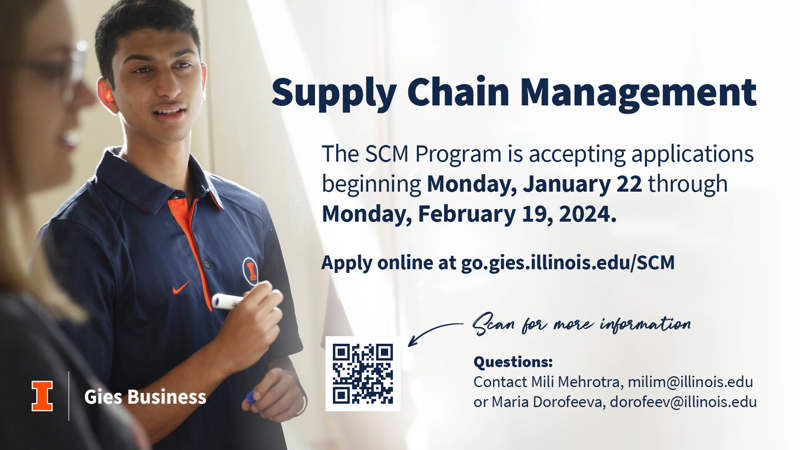 Supply Chain Management
The SCM Program is accepting applications
beginning Monday, January 22 through
Monday, February 19, 2024.
Apply online at go.gies.illinois.edu/SCM
Scan for more information
Questions:
Contact Mili Mehrotra, milim@illinois.edu
or Maria Dorofeeva, dorofeev@illinois.edu
I
Gies Business